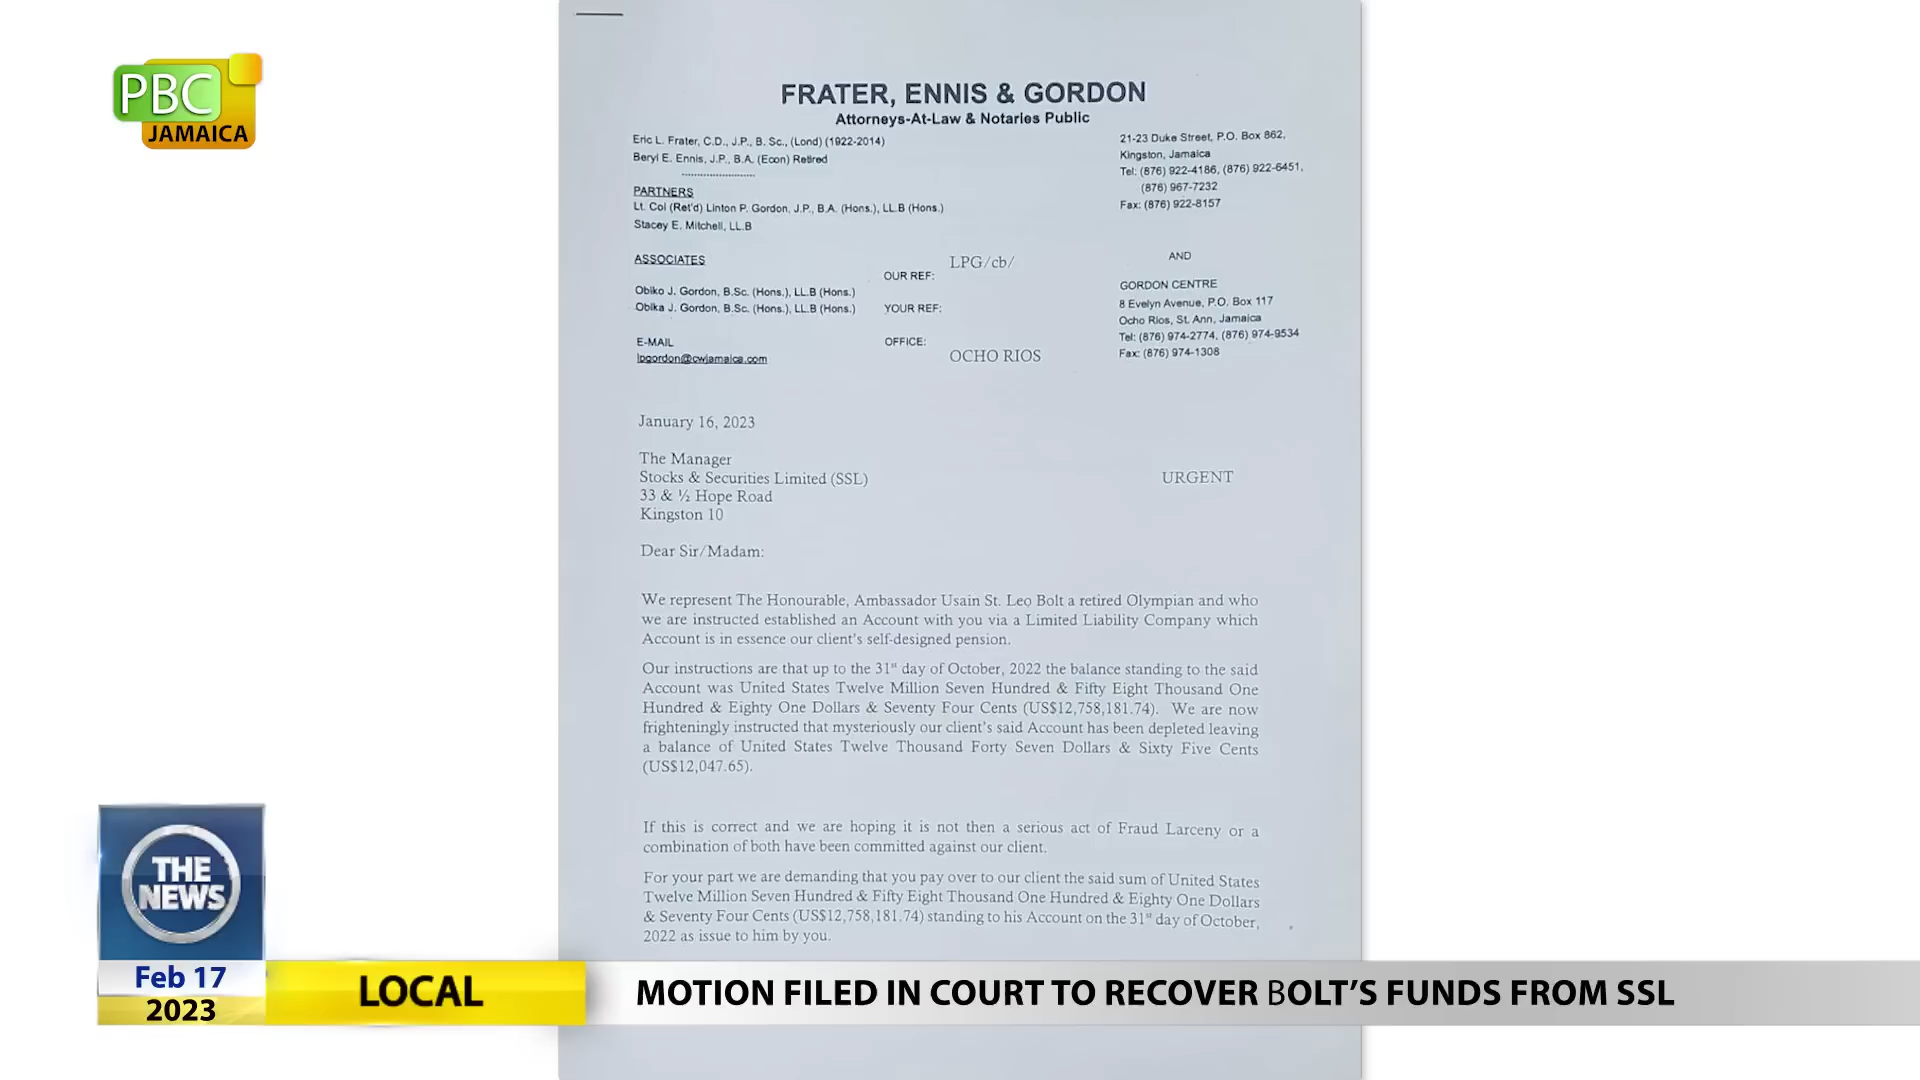 PBC
JAMAICA
FRATER, ENNIS & GORDON
Attorneys-At-Law & Notaries Public
Eric L. Frater, C.D., J.P., B. Sc., (Lond) (1922-2014)
Beryl E. Ennis, J.P., B.A. (Econ) Retired
PARTNERS
Lt. Col (Ret'd) Linton P. Gordon, J.P., B.A. (Hons.), LL.B (Hons.)
Stacey E. Mitchell, LL.B
21-23 Duke Street, P.O. Box 862,
Kingston, Jamaica
Tel: (876) 922-4186, (876) 922-6451,
(876) 967-7232
Fax: (876) 922-8157
AND
GORDON CENTRE
8 Evelyn Avenue, P.O. Box 117
Ocho Rios, St. Ann, Jamaica
Tel: (876) 974-2774, (876) 974-9534
Fax: (876) 974-1308
ASSOCIATES
Obiko J. Gordon, B.Sc. (Hons.), LL.B (Hons.)
Obika J. Gordon, B.Sc. (Hons.), LL.B (Hons.)
E-MAIL
lpgordon@cwjamaica.com
OUR REF: LPG/cb/
YOUR REF:
OFFICE: OCHO RIOS
January 16, 2023
The Manager
Stocks & Securities Limited (SSL)
33 & ½ Hope Road
Kingston 10
URGENT
Dear Sir/Madam:
We represent The Honourable, Ambassador Usain St. Leo Bolt a retired Olympian and who
we are instructed established an Account with you via a Limited Liability Company which
Account is in essence our client's self-designed pension.
Our instructions are that up to the 31st day of October, 2022 the balance standing to the said
Account was United States Twelve Million Seven Hundred & Fifty Eight Thousand One
Hundred & Eighty One Dollars & Seventy Four Cents (US$12,758,181.74). We are now
frighteningly instructed that mysteriously our client's said Account has been depleted leaving
a balance of United States Twelve Thousand Forty Seven Dollars & Sixty Five Cents
(US$12,047.65).
If this is correct and we are hoping it is not then a serious act of Fraud Larceny or a
combination of both have been committed against our client.
For your part we are demanding that you pay over to our client the said sum of United States
Twelve Million Seven Hundred & Fifty Eight Thousand One Hundred & Eighty One Dollars
& Seventy Four Cents (US$12,758,181.74) standing to his Account on the 31st day of October,
2022 as issue to him by you.
THE
NEWS
Feb 17
2023
LOCAL
MOTION FILED IN COURT TO RECOVER BOLT'S FUNDS FROM SSL